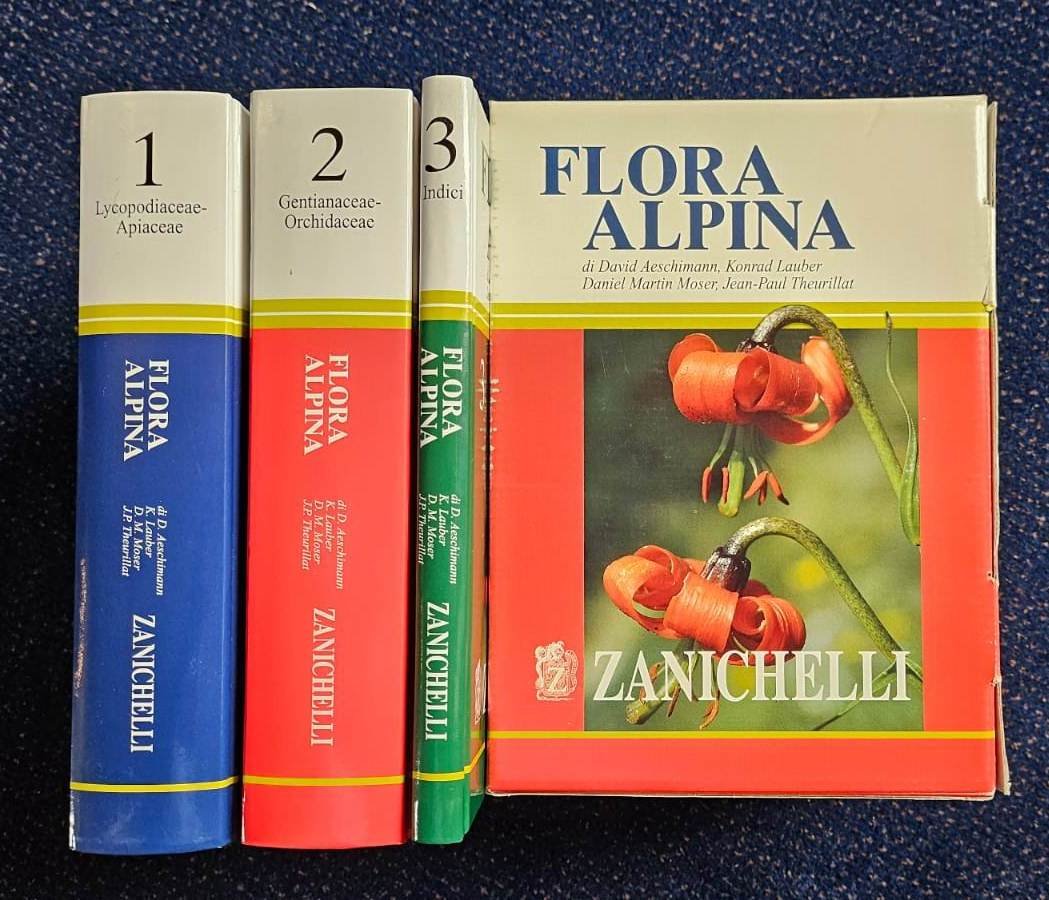 1
Lycopodiaceae-
Apiaceae
FLORA
ALPINA
di D. Aeschimann
K. Lauber
D. M. Moser
J.P. Theurillat
ZANICHELLI
2
Gentianaceae-
Orchidaceae
FLORA
ALPINA
di D. Aeschimann
K. Lauber
D. M. Moser
J.P. Theurillat
ZANICHELLI
3
Indici
FLORA
ALPINA
di D. Aeschimann
K. Lauber
D. M. Moser
J.P. Theurillat
ZANICHELLI
FLORA
ALPINA
di David Aeschimann, Konrad Lauber
Daniel Martin Moser, Jean-Paul Theurillat
Z
ZANICHELLI